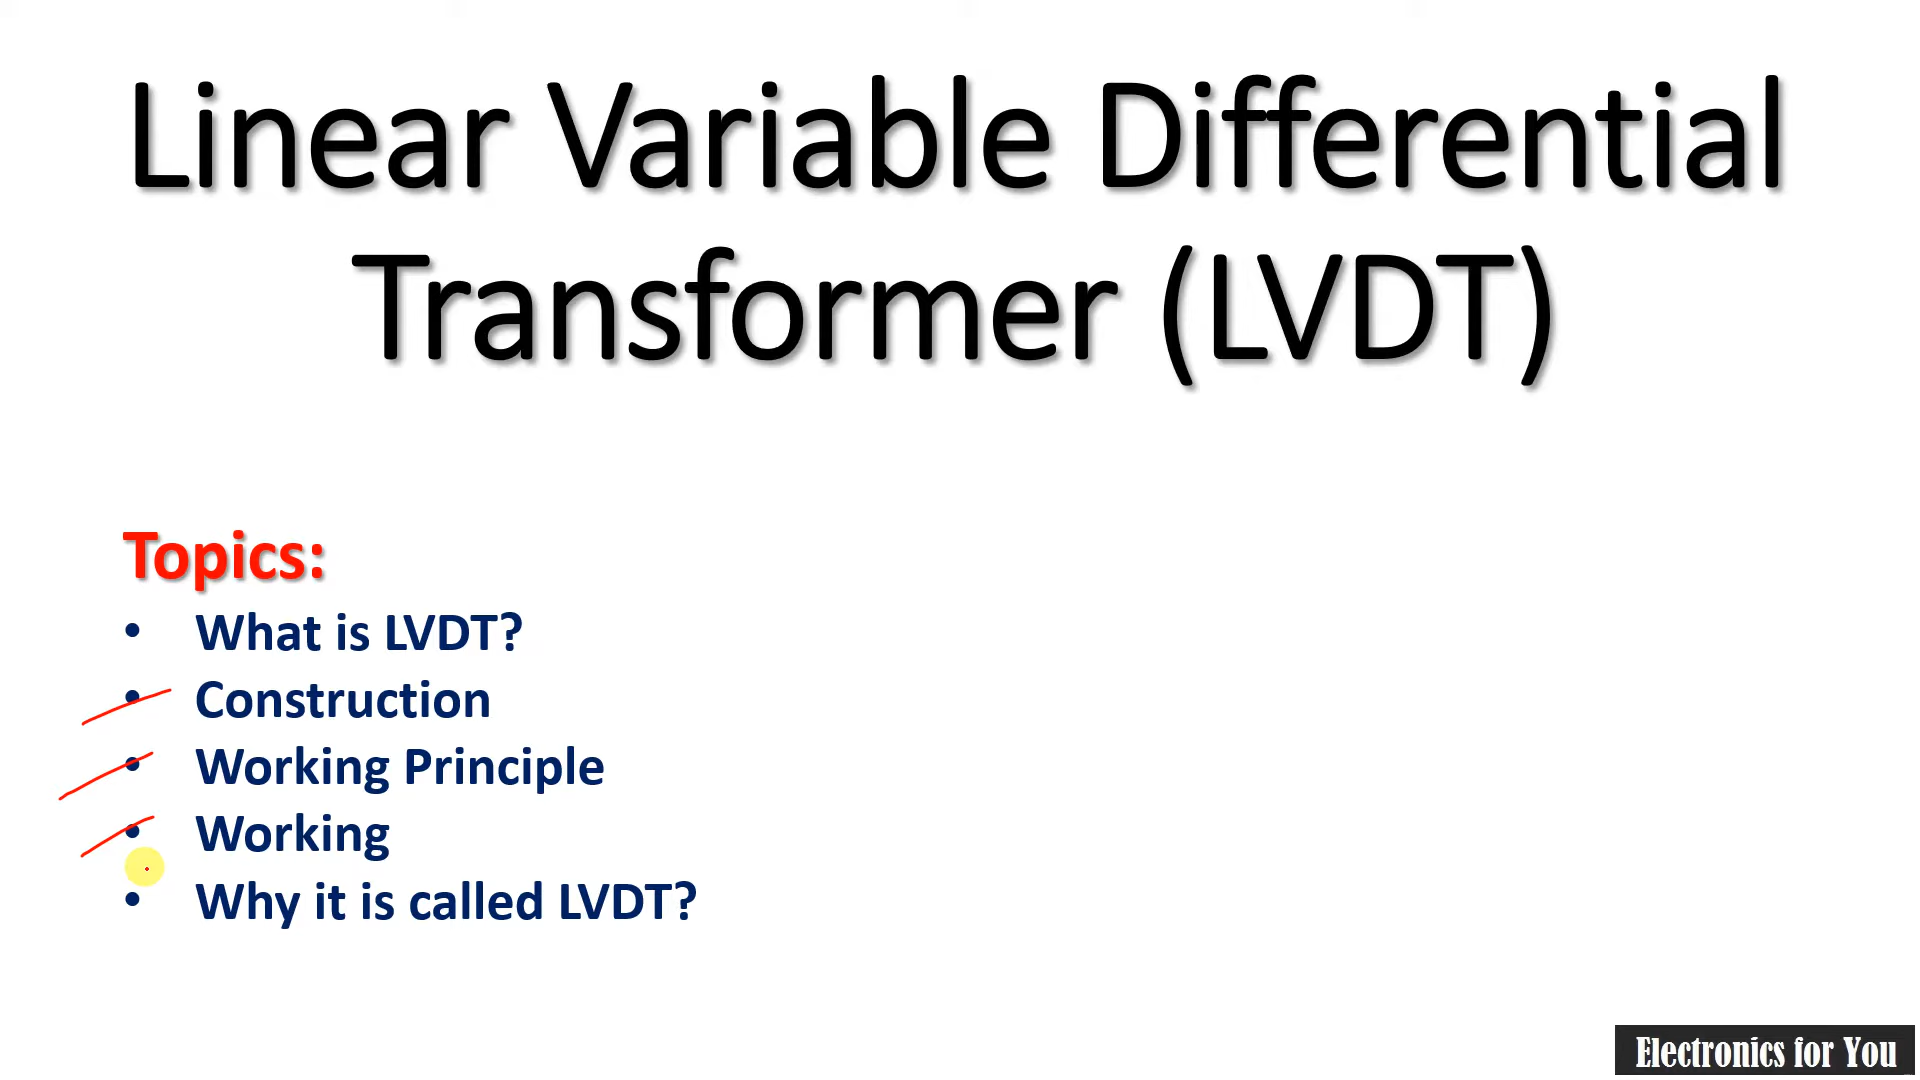 Linear Variable Differential
Transformer (LVDT)
Topics:
• What is LVDT?
• Construction
• Working Principle
• Working
• Why it is called LVDT?
Electronics for You